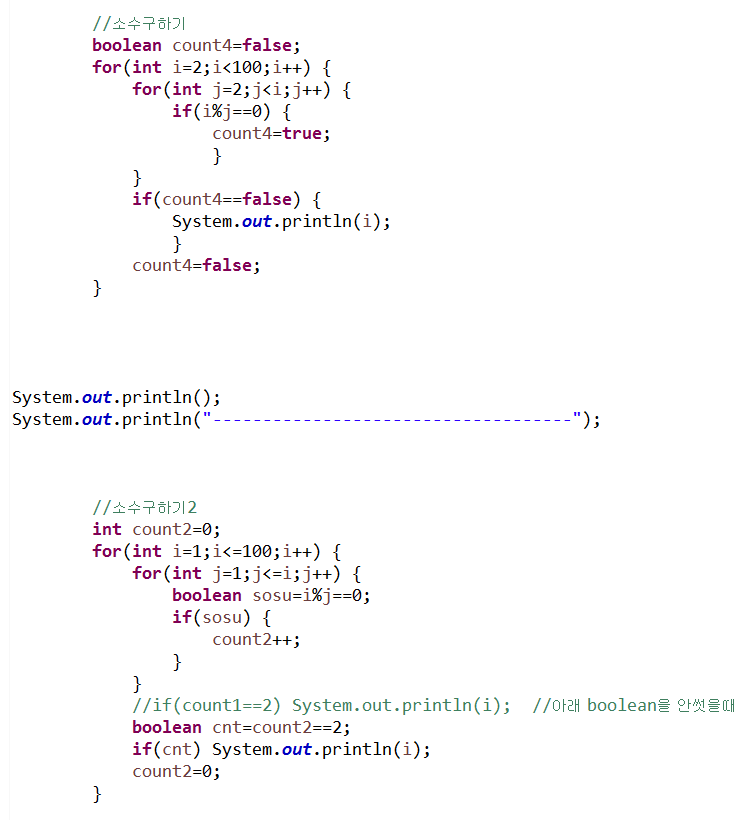 //소수구하기
boolean count4=false;
for(int i=2;i<100;i++) {
for(int j=2;j<i;j++) {
if(i%j==0) {
count4=true;
}
}
if(count4==false) {
System.out.println(i);
}
count4=false;
}
System.out.println();
System.out.println("------------------------------------");
//소수구하기2
int count2=0;
for(int i=1;i<=100;i++) {
for(int j=1;j<=i;j++) {
boolean sosu=i%j==0;
if(sosu) {
count2++;
}
}
//if(count1==2) System.out.println(i);  //아래 boolean을 안썻을때
boolean cnt=count2==2;
if(cnt) System.out.println(i);
count2=0;
}